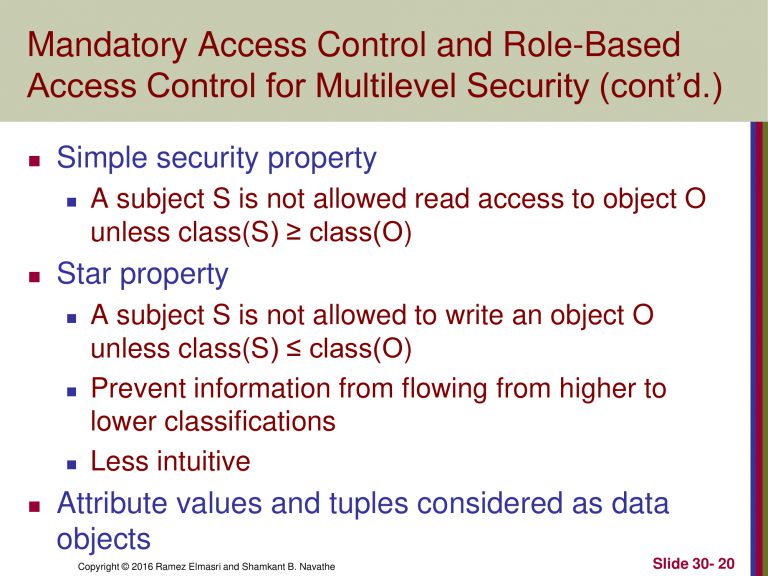 Mandatory Access Control and Role-Based
Access Control for Multilevel Security (cont’d.)
Simple security property
A subject S is not allowed read access to object O
unless class(S) ≥ class(O)
Star property
A subject S is not allowed to write an object O
unless class(S) ≤ class(O)
Prevent information from flowing from higher to
lower classifications
Less intuitive
Attribute values and tuples considered as data
objects
Copyright © 2016 Ramez Elmasri and Shamkant B. Navathe
Slide 30- 20